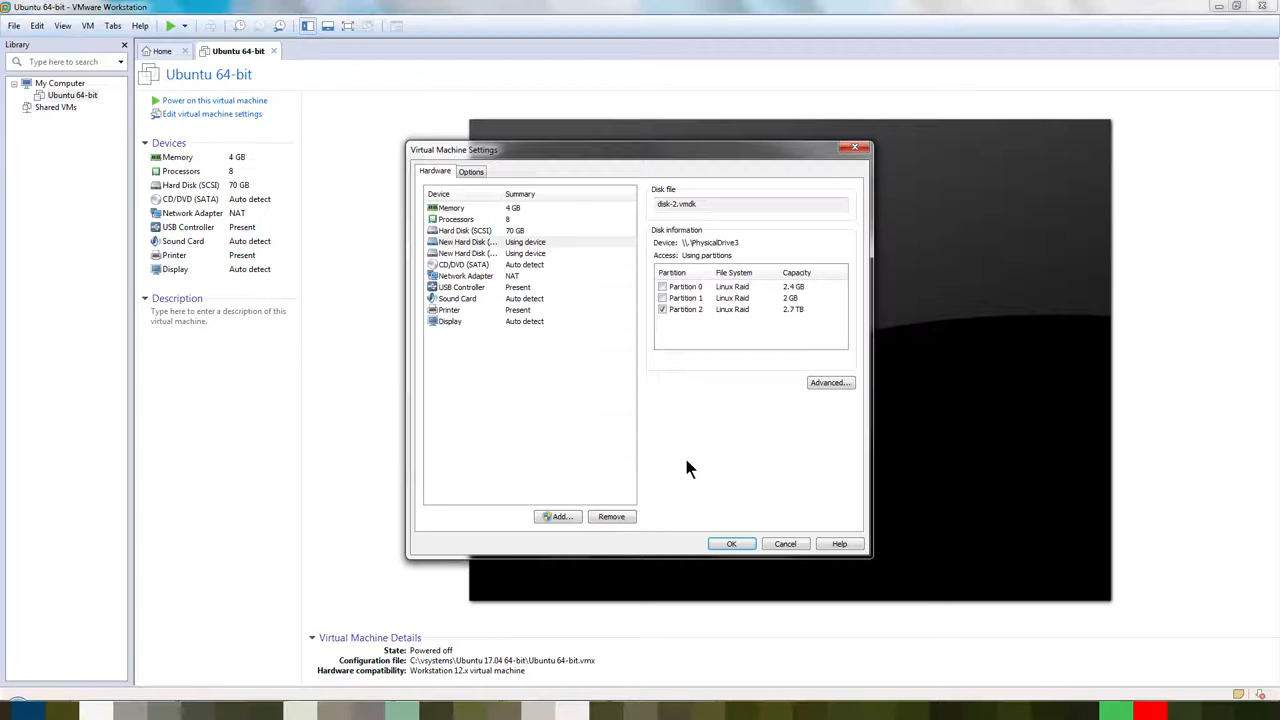 Ubuntu 64-bit - VMware Workstation
File Edit View VM Tabs Help
Library
Type here to search
My Computer
Ubuntu 64-bit
Shared VMs
Home
Ubuntu 64-bit
Ubuntu 64-bit
Power on this virtual machine
Edit virtual machine settings
Devices
Memory 4 GB
Processors 8
Hard Disk (SCSI) 70 GB
CD/DVD (SATA) Auto detect
Network Adapter NAT
USB Controller Present
Sound Card Auto detect
Printer Present
Display Auto detect
Description
Type here to enter a description of this
virtual machine.
Virtual Machine Settings
Hardware Options
Device Summary
Memory 4 GB
Processors 8
Hard Disk (SCSI) 70 GB
New Hard Disk (... Using device
New Hard Disk (... Using device
CD/DVD (SATA) Auto detect
Network Adapter NAT
USB Controller Present
Sound Card Auto detect
Printer Present
Display Auto detect
Add... Remove
Disk file
disk-2.vmdk
Disk information
Device: \\.\PhysicalDrive3
Access: Using partitions
Partition File System Capacity
Partition 0 Linux Raid 2.4 GB
Partition 1 Linux Raid 2 GB
Partition 2 Linux Raid 2.7 TB
Advanced...
OK Cancel Help
Virtual Machine Details
State: Powered off
Configuration file: C:\vsystems\Ubuntu 17.04 64-bit\Ubuntu 64-bit.vmx
Hardware compatibility: Workstation 12.x virtual machine